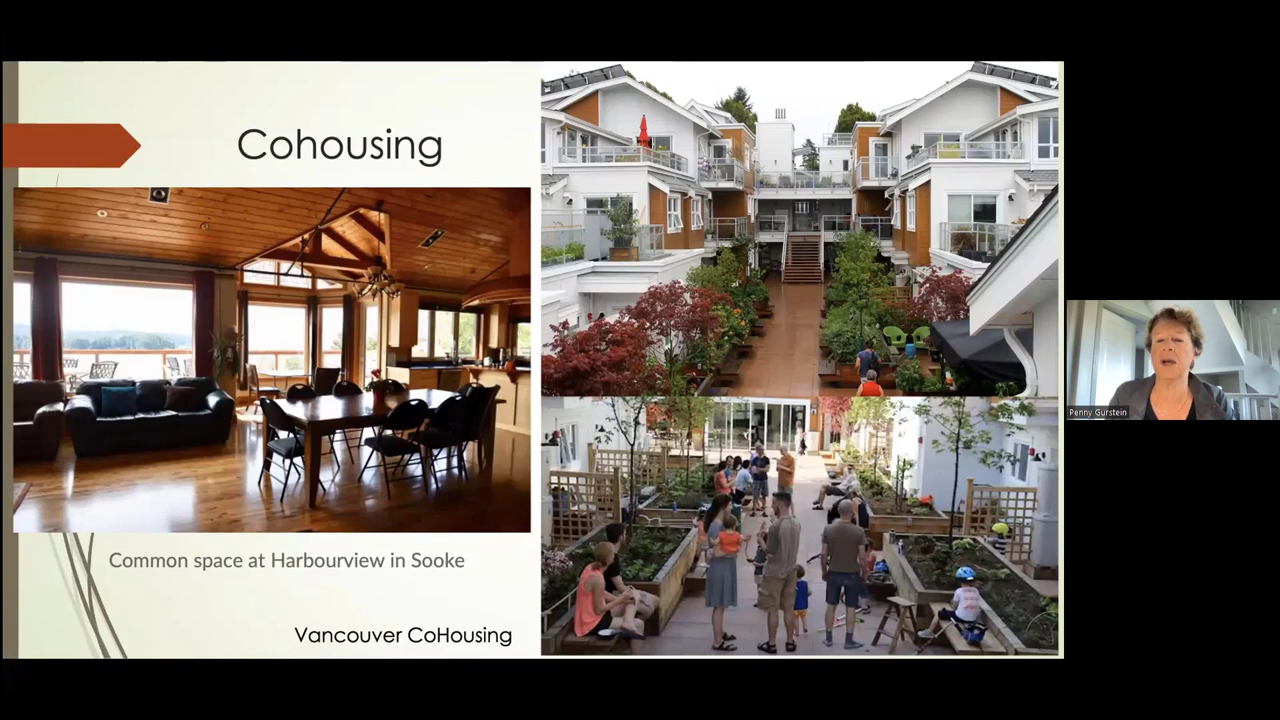 Cohousing
Common space at Harbourview in Sooke
Vancouver CoHousing
Penny Gurstein